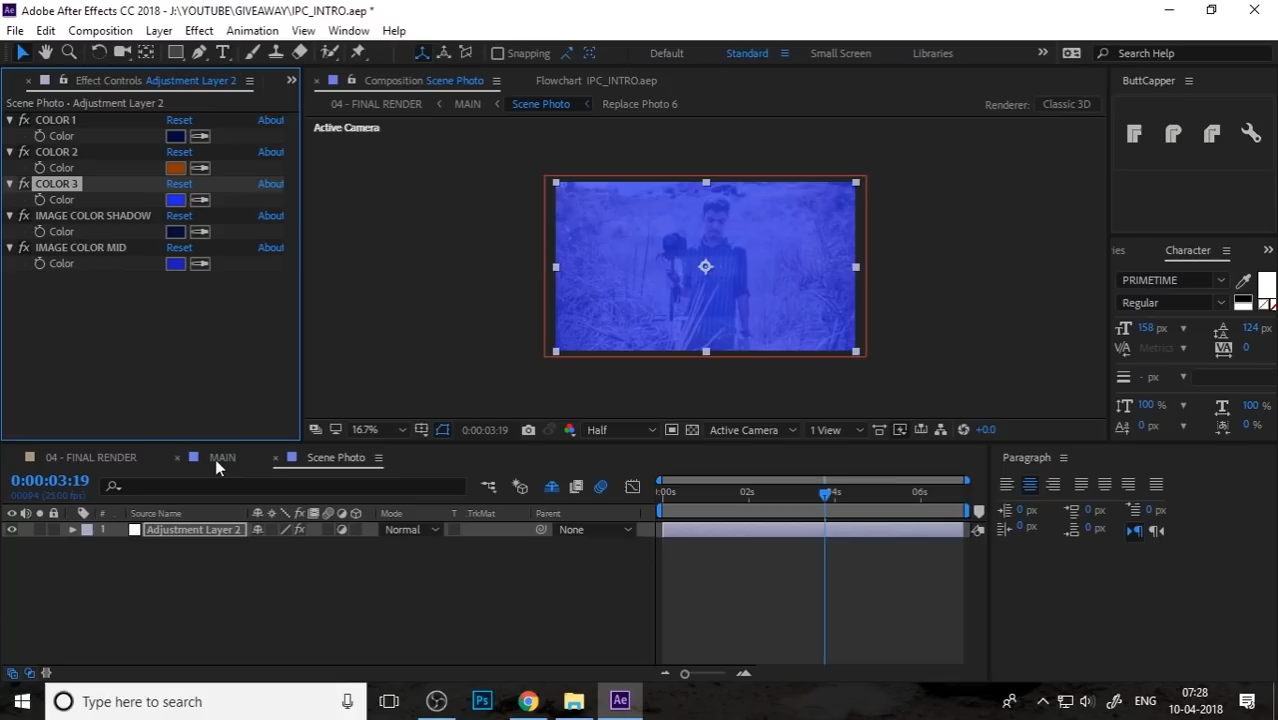 Adobe After Effects CC 2018 - J:\YOUTUBE\GIVEAWAY\IPC_INTRO.aep *
File Edit Composition Layer Effect Animation View Window Help
Snapping Default Standard Small Screen Libraries Search Help
Effect Controls Adjustment Layer 2 Composition Scene Photo Flowchart IPC_INTRO.aep ButtCapper
Scene Photo • Adjustment Layer 2 04 - FINAL RENDER MAIN Scene Photo Replace Photo 6 Renderer: Classic 3D
COLOR 1 Reset About
Active Camera
Color
COLOR 2 Reset About
Color
COLOR 3 Reset About
Color
IMAGE COLOR SHADOW Reset About
Color
IMAGE COLOR MID Reset About
Color
ies Character
PRIMETIME
Regular
158 px 124 px
Metrics 0
- px
100 % 100 %
0 px 0 %
16.7% 0:00:03:19 Half Active Camera 1 View +0.0
04 - FINAL RENDER MAIN Scene Photo Paragraph
0:00:03:19
00094 (25.00 fps)
:00s 02s 4s 06s
# Source Name Mode T .TrkMat Parent
1 Adjustment Layer 2 Normal None
0 px 0 px 0 px
0 px 0 px
Type here to search Ps Ae ENG 07:28
10-04-2018